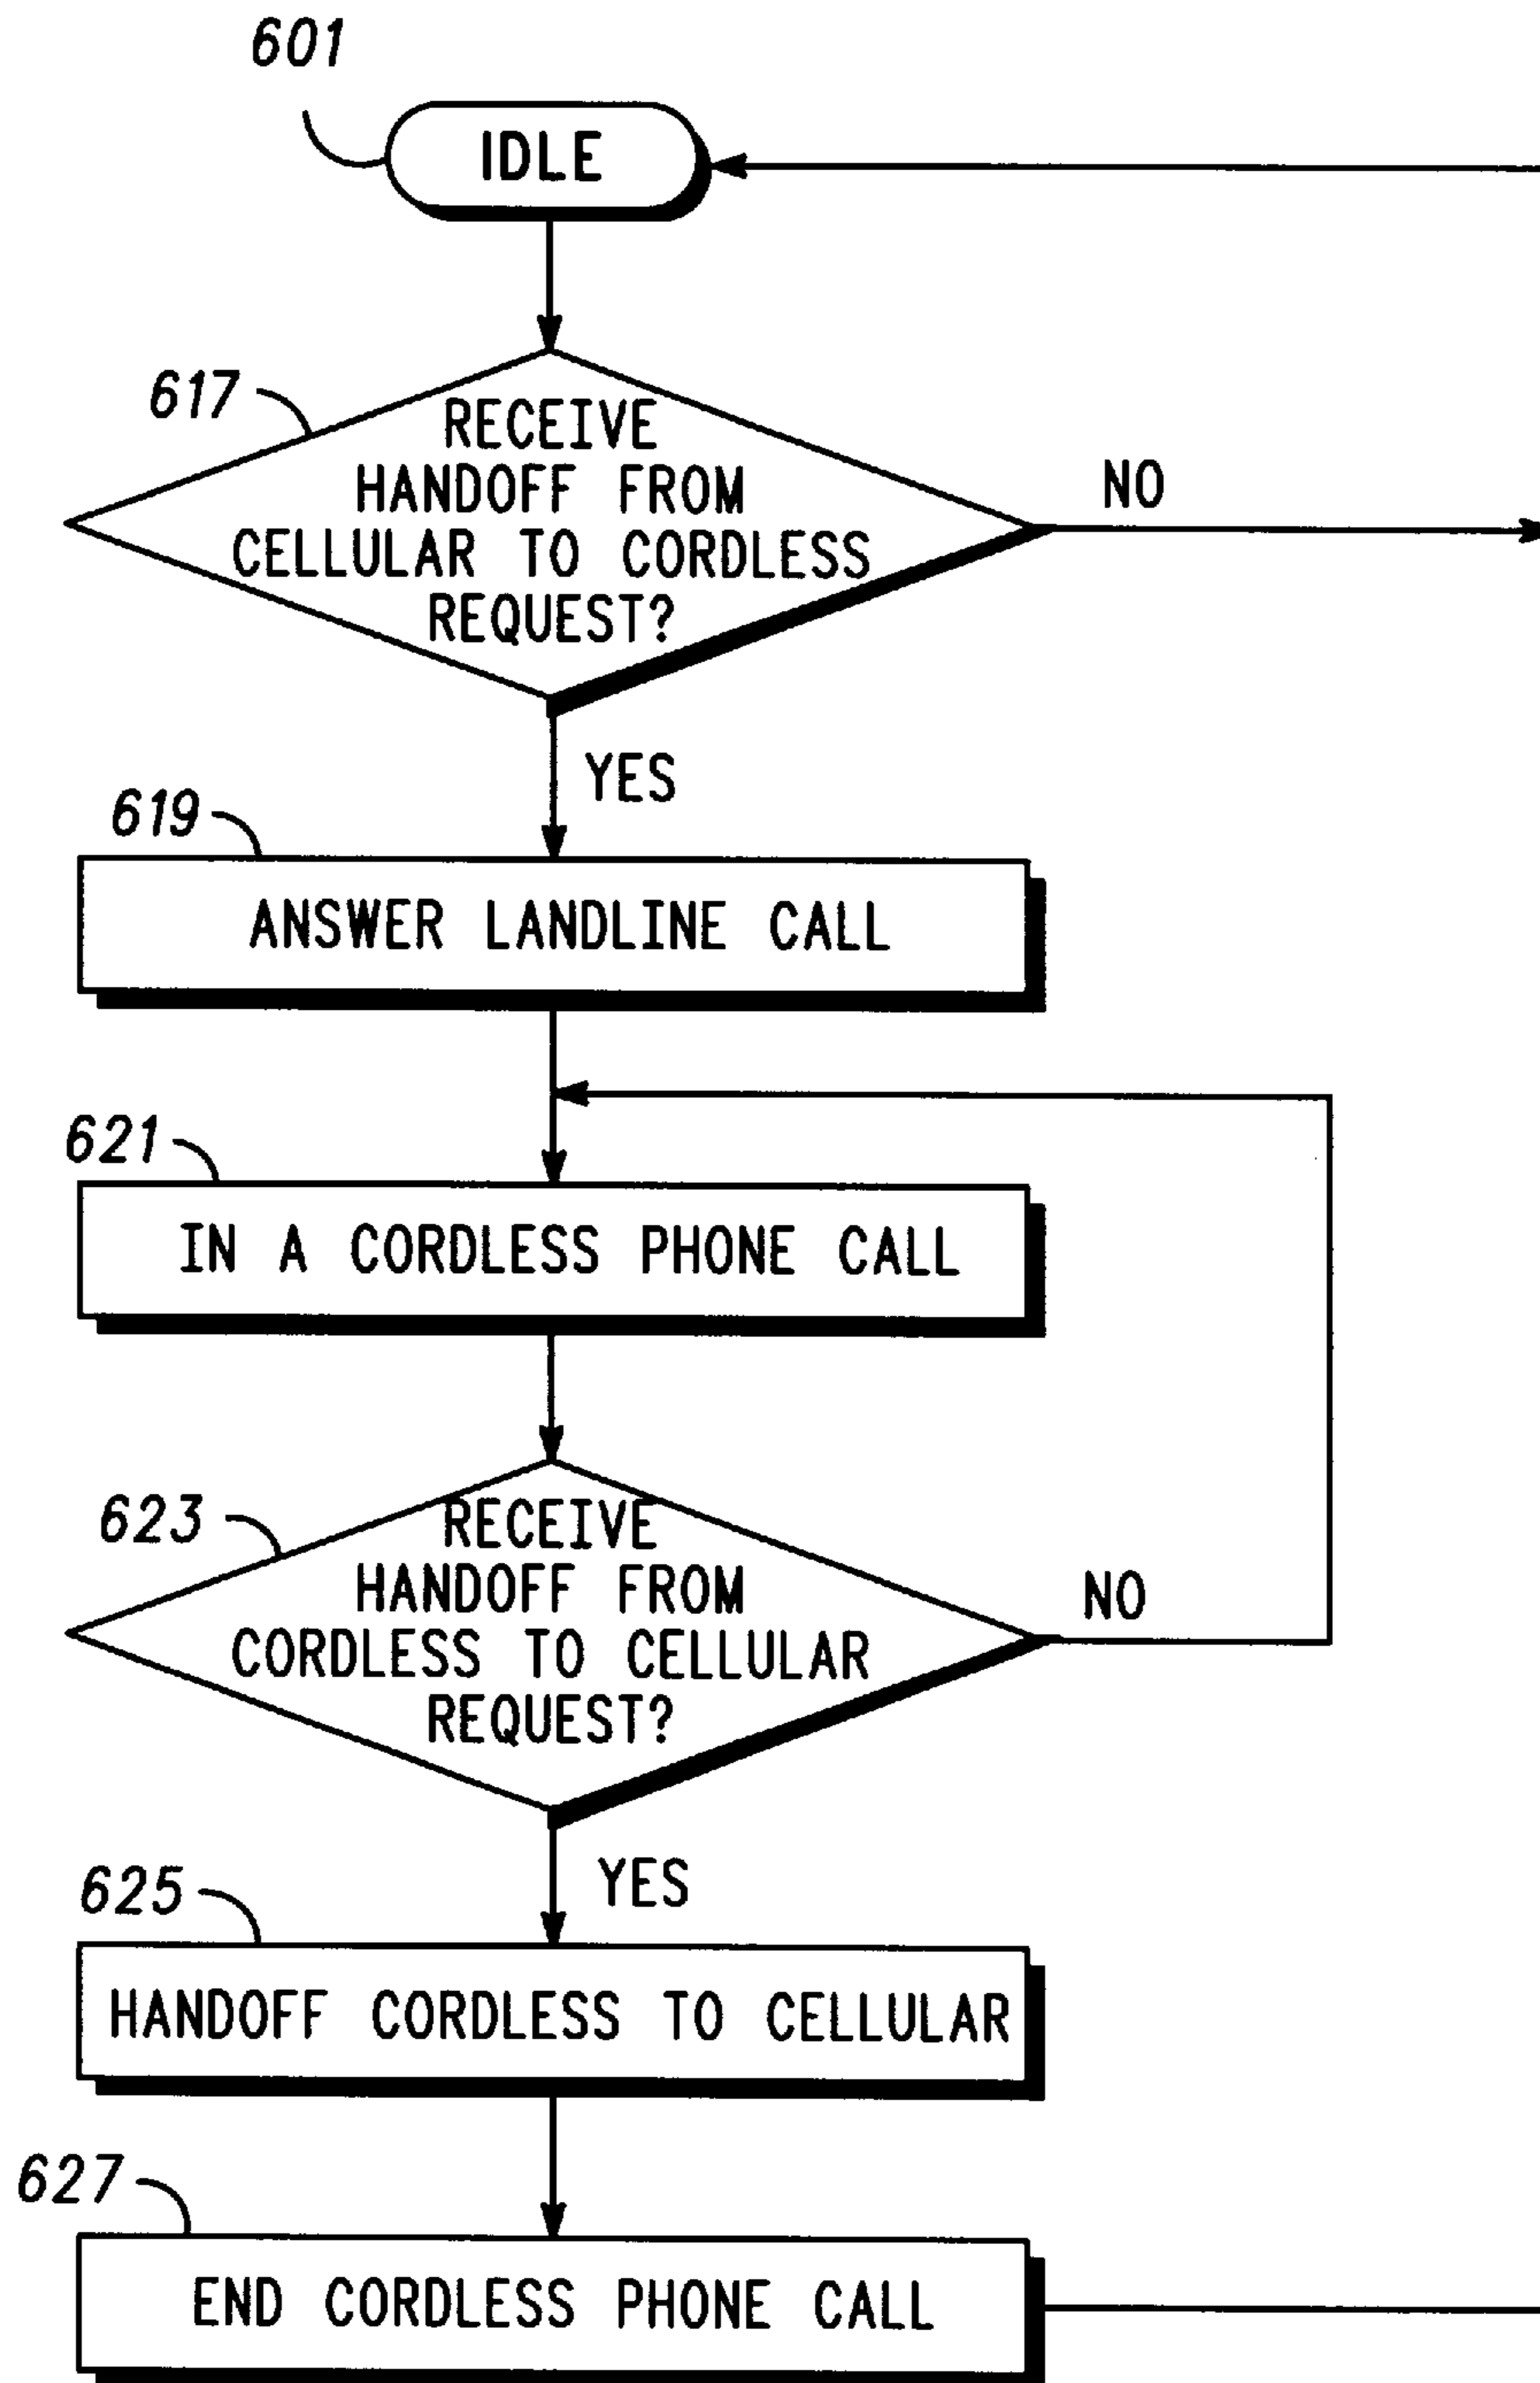 601
IDLE
617
RECEIVE
HANDOFF FROM
CELLULAR TO CORDLESS
REQUEST?
NO
YES
619
ANSWER LANDLINE CALL
621
IN A CORDLESS PHONE CALL
623
RECEIVE
HANDOFF FROM
CORDLESS TO CELLULAR
REQUEST?
NO
YES
625
HANDOFF CORDLESS TO CELLULAR
627
END CORDLESS PHONE CALL